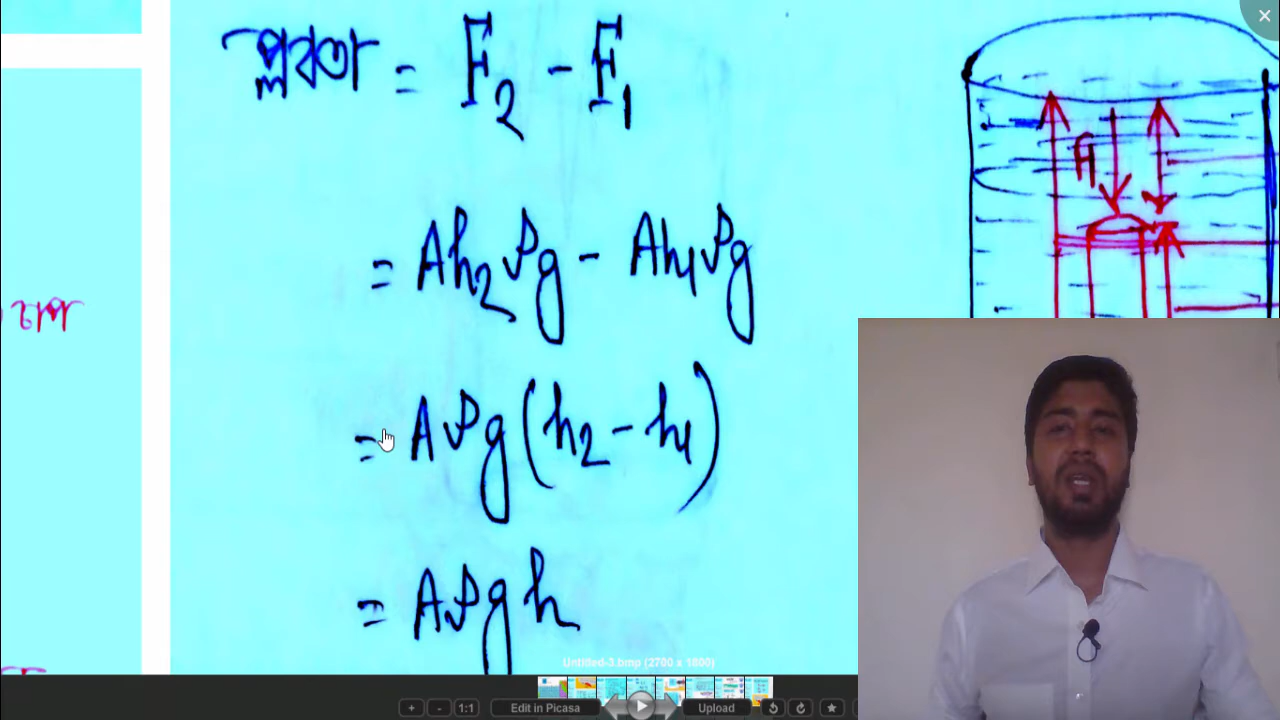 প্লবতা = F₂ - F₁
= Ah₂ρg - Ah₁ρg
= Aρg(h₂ - h₁)
= Aρgh
F₁
Untitled-3.bmp (2700 x 1800)
1:1
Edit in Picasa
Upload